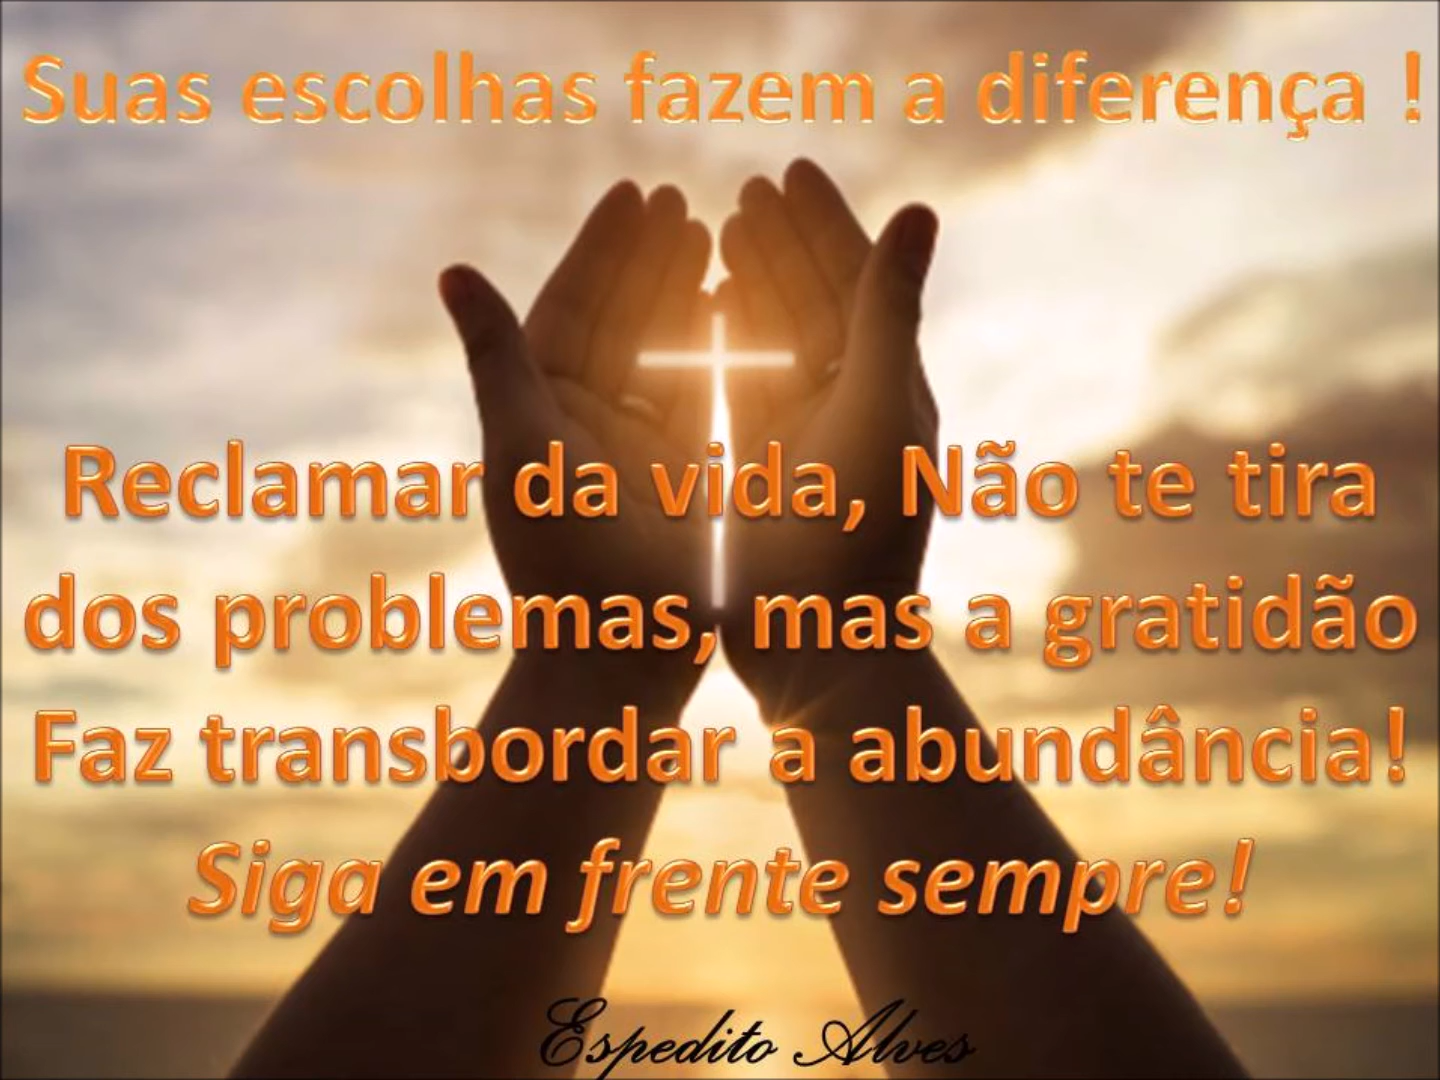 Suas escolhas fazem a diferença !
Reclamar da vida, Não te tira
dos problemas, mas a gratidão
Faz transbordar a abundância!
Siga em frente sempre!
Espedito Alves